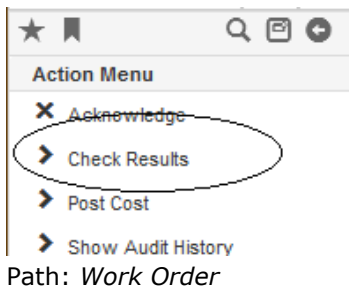 Action Menu
Acknowledge
Check Results
Post Cost
Show Audit History
Path: Work Order